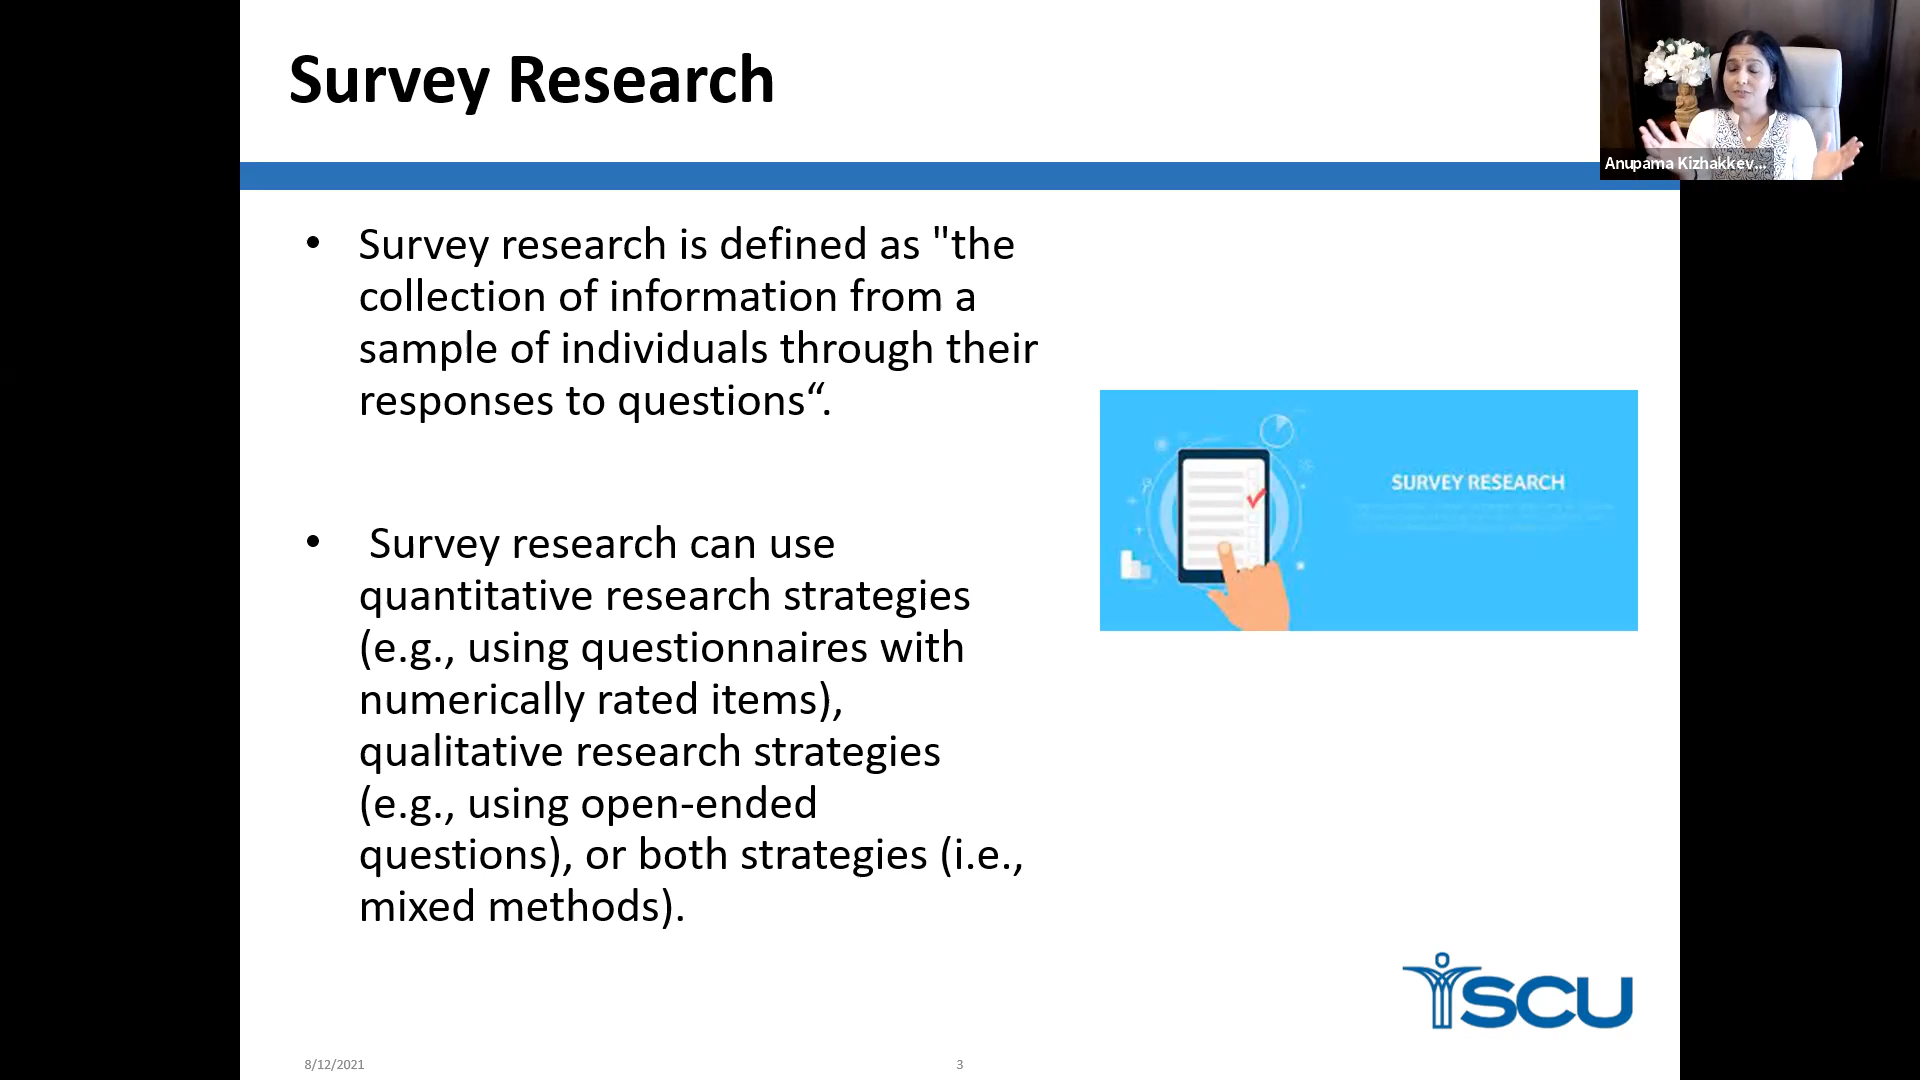 Survey Research
Anupama Kizhakkev...
• Survey research is defined as "the
collection of information from a
sample of individuals through their
responses to questions“.
• Survey research can use
quantitative research strategies
(e.g., using questionnaires with
numerically rated items),
qualitative research strategies
(e.g., using open-ended
questions), or both strategies (i.e.,
mixed methods).
SURVEY RESEARCH
SCU
8/12/2021
3